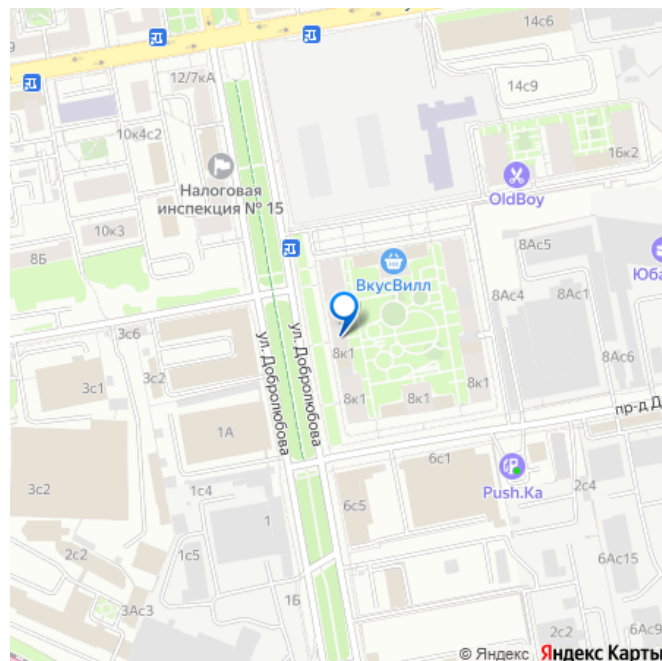 12/7кА
14с9
14с6
10к4с2
16к2
Налоговая
инспекция № 15
OldBoy
10к3
8Б
8Ас5
ВкусВилл
Юба
8Ас4
8Ас1
3с6
ул. Добролюбова
ул. Добролюбова
8к1
8Ас6
3с1
3с2
8к1
8к1
8к1
пр-д Д
1А
6с1
3с2
1с4
Push.Ka
2с4
6с5
1
2с2
1с5
6Ас15
3Ас3
1Б
2с2
6Ас9
© Яндекс Яндекс Карты